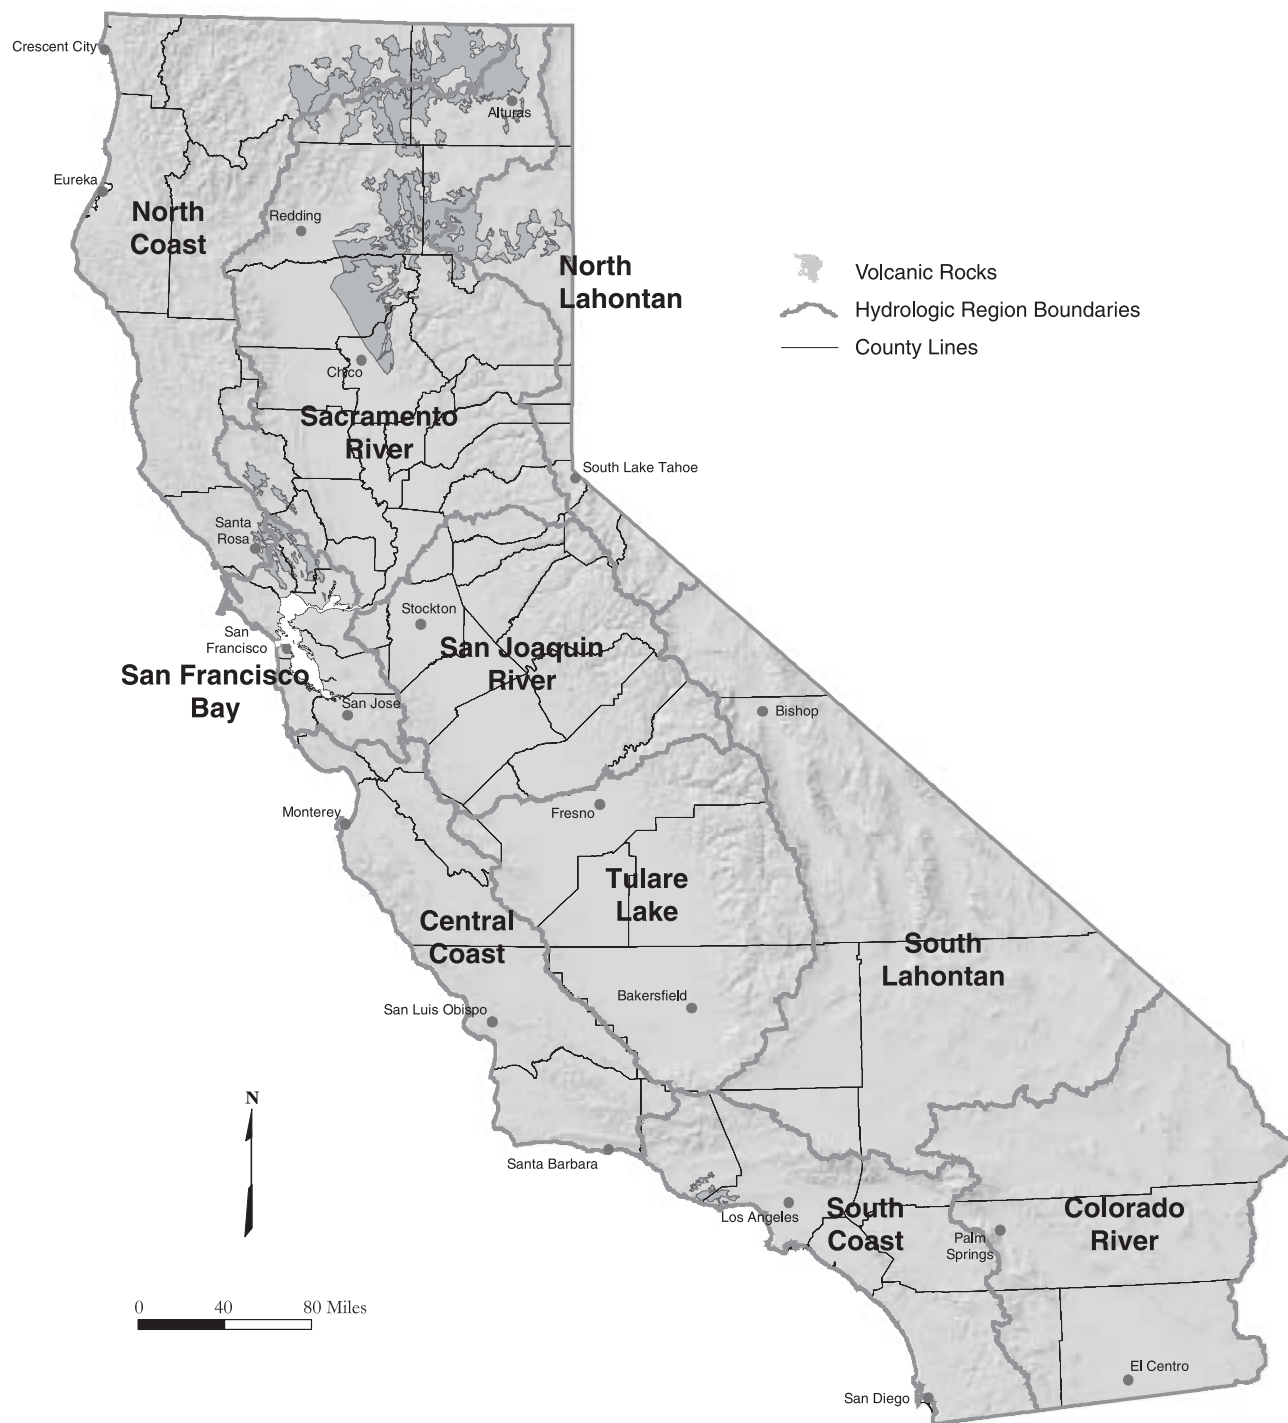 Crescent City
Alturas
Eureka
North
Coast
Redding
North
Lahontan
Volcanic Rocks
Hydrologic Region Boundaries
County Lines
Chico
Sacramento
River
South Lake Tahoe
Santa
Rosa
Stockton
San
Francisco
San Joaquin
River
San Francisco
Bay
San Jose
Bishop
Monterey
Fresno
Tulare
Lake
Central
Coast
South
Lahontan
San Luis Obispo
Bakersfield
N
Santa Barbara
Los Angeles
South
Coast
Palm
Springs
Colorado
River
0 40 80 Miles
El Centro
San Diego